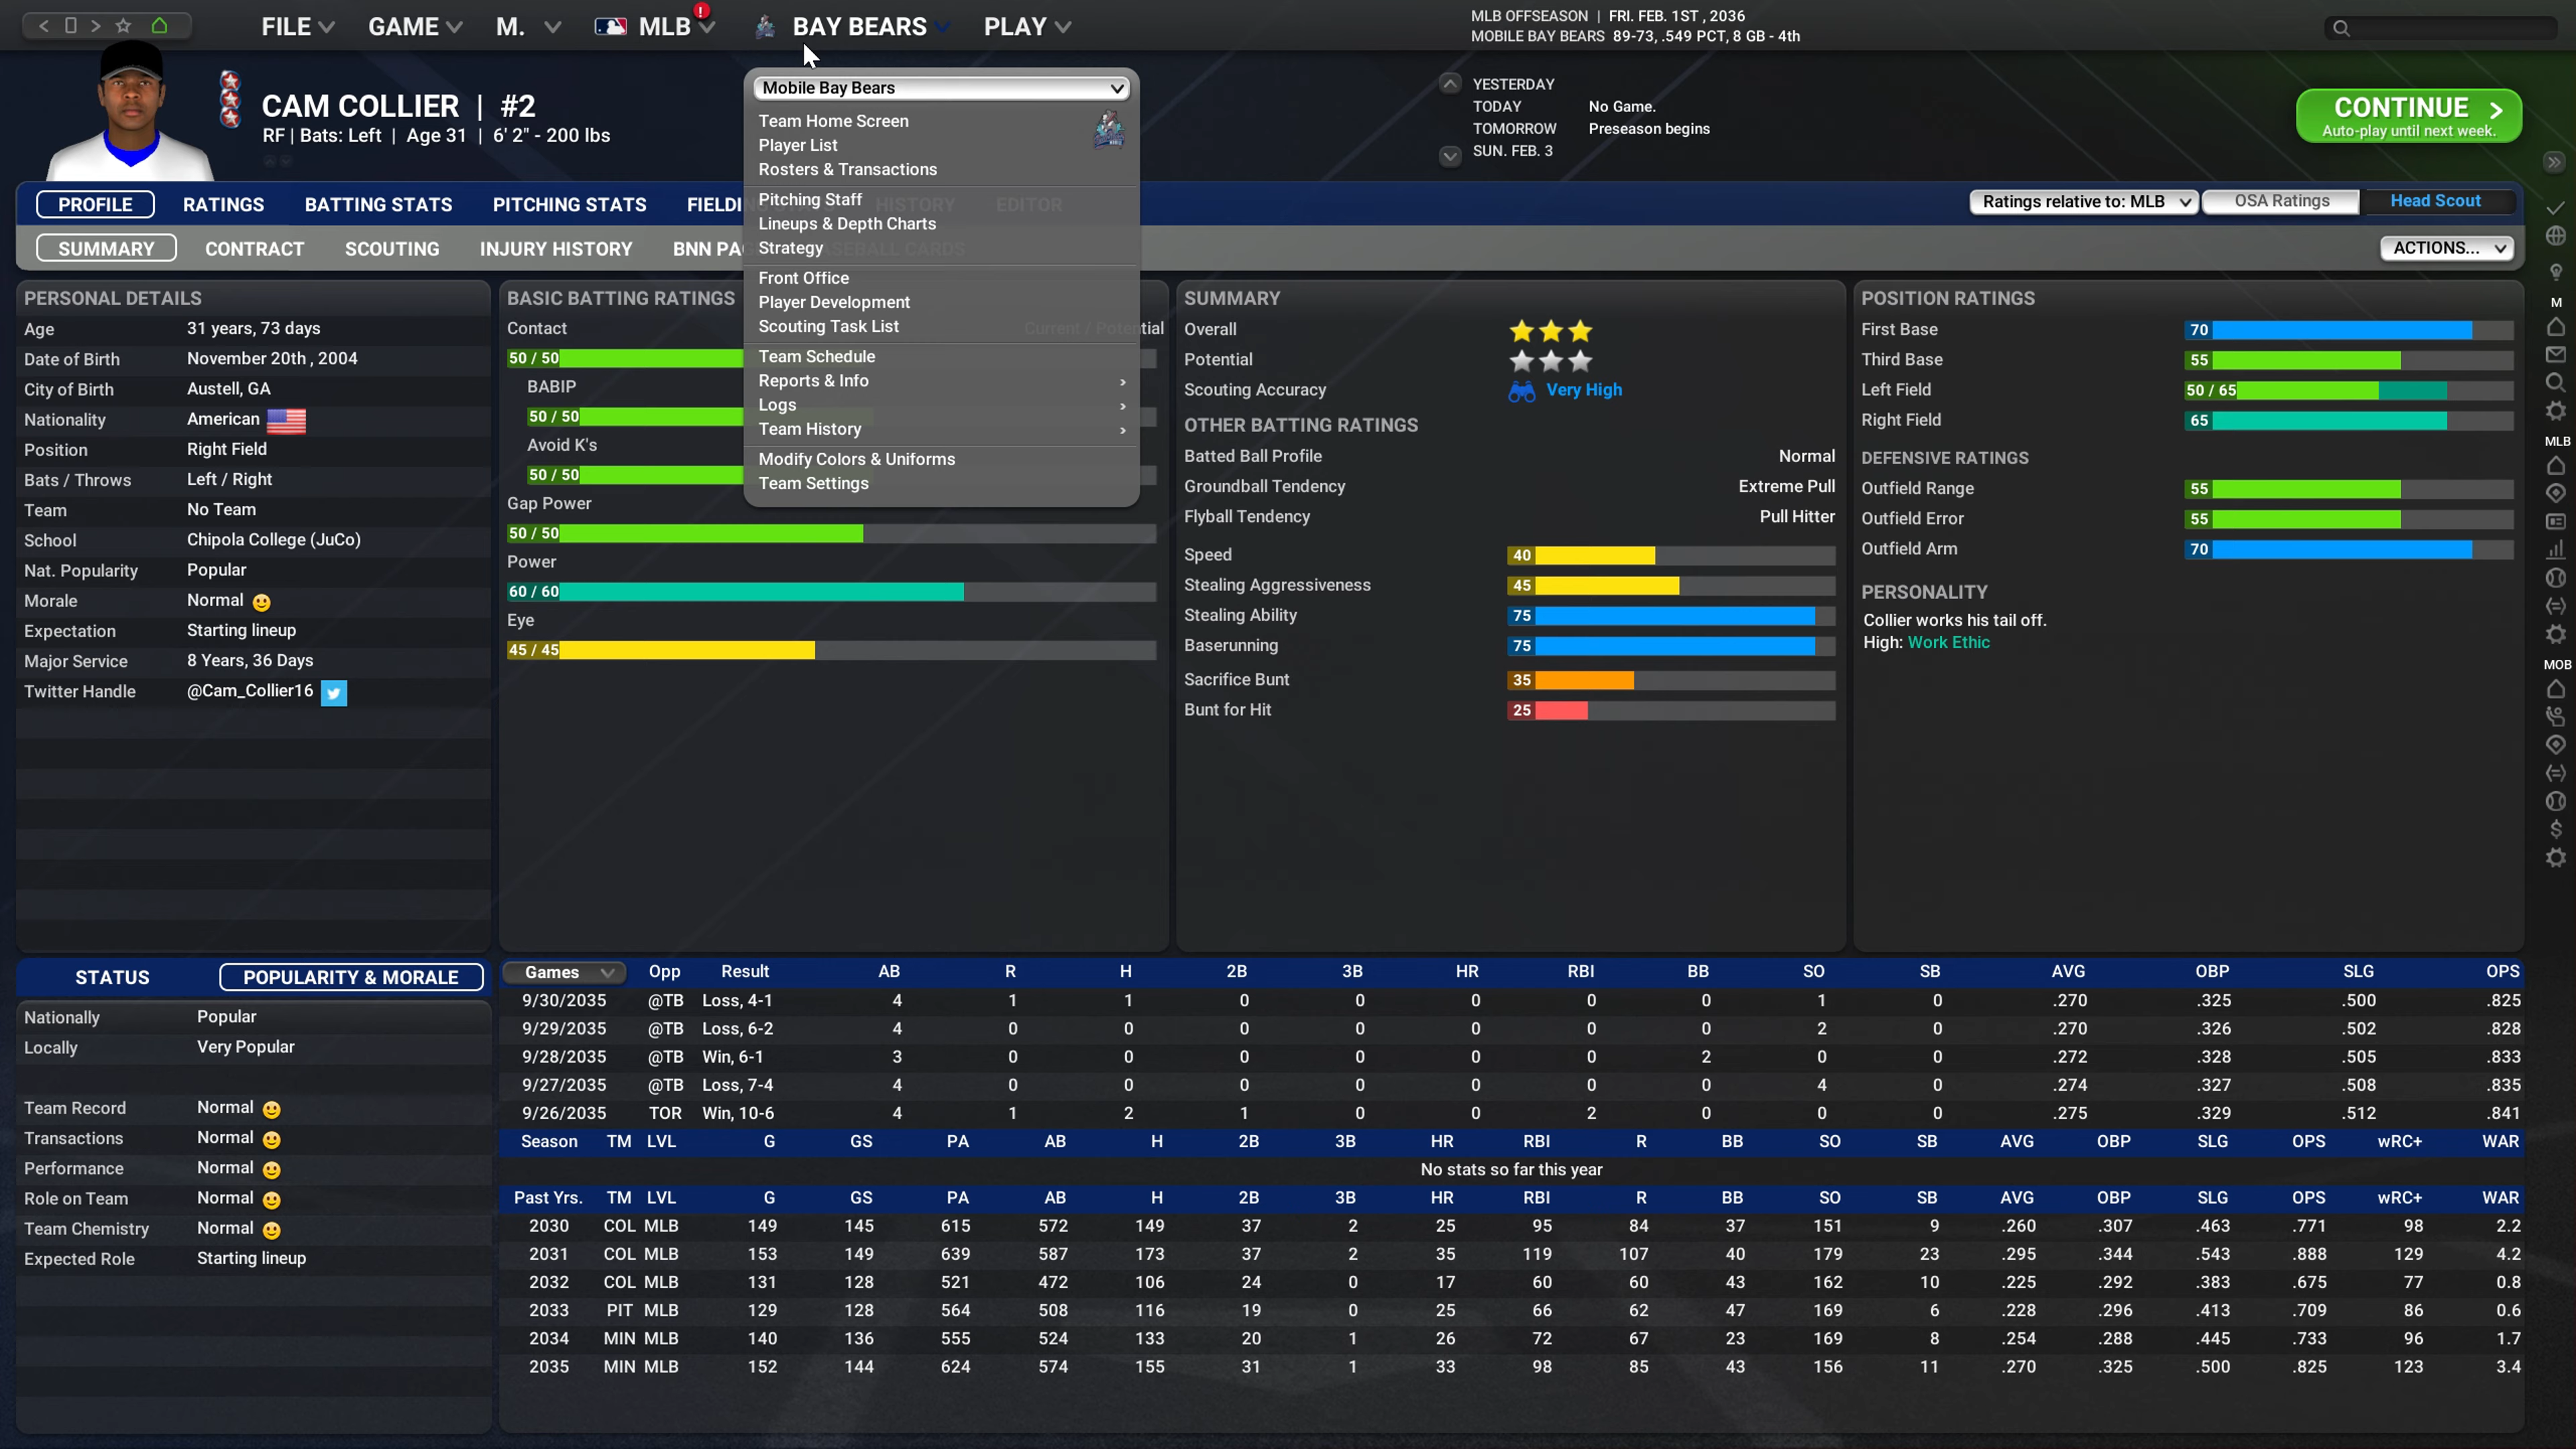 FILE GAME M. MLB ! BAY BEARS PLAY
MLB OFFSEASON | FRI. FEB. 1ST , 2036
MOBILE BAY BEARS 89-73, .549 PCT, 8 GB - 4th
CAM COLLIER | #2
RF | Bats: Left | Age 31 | 6' 2" - 200 lbs
YESTERDAY
TODAY No Game.
TOMORROW Preseason begins
SUN. FEB. 3
CONTINUE
Auto-play until next week.
Mobile Bay Bears
Team Home Screen
Player List
Rosters & Transactions
Pitching Staff
Lineups & Depth Charts
Strategy
Front Office
Player Development
Scouting Task List
Team Schedule
Reports & Info
Logs
Team History
Modify Colors & Uniforms
Team Settings
PROFILE RATINGS BATTING STATS PITCHING STATS FIELDI HISTORY EDITOR
Ratings relative to: MLB OSA Ratings Head Scout
SUMMARY CONTRACT SCOUTING INJURY HISTORY BNN PA CARDS
ACTIONS...
PERSONAL DETAILS
Age 31 years, 73 days
Date of Birth November 20th , 2004
City of Birth Austell, GA
Nationality American
Position Right Field
Bats / Throws Left / Right
Team No Team
School Chipola College (JuCo)
Nat. Popularity Popular
Morale Normal
Expectation Starting lineup
Major Service 8 Years, 36 Days
Twitter Handle @Cam_Collier16
BASIC BATTING RATINGS
Contact Current / Potential
50 / 50
BABIP
50 / 50
Avoid K's
50 / 50
Gap Power
50 / 50
Power
60 / 60
Eye
45 / 45
SUMMARY
Overall
Potential
Scouting Accuracy Very High
OTHER BATTING RATINGS
Batted Ball Profile Normal
Groundball Tendency Extreme Pull
Flyball Tendency Pull Hitter
Speed 40
Stealing Aggressiveness 45
Stealing Ability 75
Baserunning 75
Sacrifice Bunt 35
Bunt for Hit 25
POSITION RATINGS
First Base 70
Third Base 55
Left Field 50 / 65
Right Field 65
DEFENSIVE RATINGS
Outfield Range 55
Outfield Error 55
Outfield Arm 70
PERSONALITY
Collier works his tail off.
High: Work Ethic
M
MLB
MOB
STATUS POPULARITY & MORALE
Nationally Popular
Locally Very Popular
Team Record Normal
Transactions Normal
Performance Normal
Role on Team Normal
Team Chemistry Normal
Expected Role Starting lineup
Games Opp Result AB R H 2B 3B HR RBI BB SO SB AVG OBP SLG OPS
9/30/2035 @TB Loss, 4-1 4 1 1 0 0 0 0 0 1 0 .270 .325 .500 .825
9/29/2035 @TB Loss, 6-2 4 0 0 0 0 0 0 0 2 0 .270 .326 .502 .828
9/28/2035 @TB Win, 6-1 3 0 0 0 0 0 0 2 0 0 .272 .328 .505 .833
9/27/2035 @TB Loss, 7-4 4 0 0 0 0 0 0 0 4 0 .274 .327 .508 .835
9/26/2035 TOR Win, 10-6 4 1 2 1 0 0 2 0 0 0 .275 .329 .512 .841
Season TM LVL G GS PA AB H 2B 3B HR RBI R BB SO SB AVG OBP SLG OPS wRC+ WAR
No stats so far this year
Past Yrs. TM LVL G GS PA AB H 2B 3B HR RBI R BB SO SB AVG OBP SLG OPS wRC+ WAR
2030 COL MLB 149 145 615 572 149 37 2 25 95 84 37 151 9 .260 .307 .463 .771 98 2.2
2031 COL MLB 153 149 639 587 173 37 2 35 119 107 40 179 23 .295 .344 .543 .888 129 4.2
2032 COL MLB 131 128 521 472 106 24 0 17 60 60 43 162 10 .225 .292 .383 .675 77 0.8
2033 PIT MLB 129 128 564 508 116 19 0 25 66 62 47 169 6 .228 .296 .413 .709 86 0.6
2034 MIN MLB 140 136 555 524 133 20 1 26 72 67 23 169 8 .254 .288 .445 .733 96 1.7
2035 MIN MLB 152 144 624 574 155 31 1 33 98 85 43 156 11 .270 .325 .500 .825 123 3.4